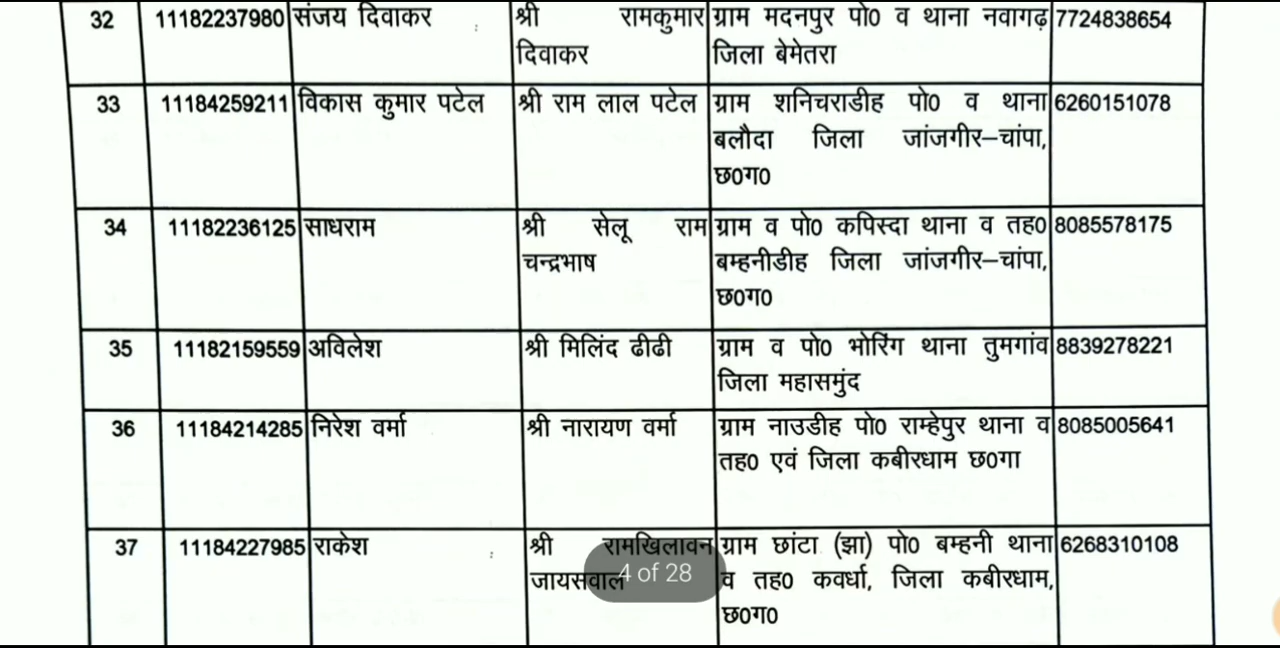 32 11182237980 संजय दिवाकर श्री रामकुमार ग्राम मदनपुर पो0 व थाना नवागढ़ 7724838654
दिवाकर जिला बेमेतरा
33 11184259211 विकास कुमार पटेल श्री राम लाल पटेल ग्राम शनिचराडीह पो0 व थाना 6260151078
बलौदा जिला जांजगीर–चांपा,
छ0ग0
34 11182236125 साधराम श्री सेलू राम ग्राम व पो0 कपिस्दा थाना व तह0 8085578175
चन्द्रभाष बम्हनीडीह जिला जांजगीर–चांपा,
छ0ग0
35 11182159559 अविलेश श्री मिलिंद ढीढी ग्राम व पो0 भोरिंग थाना तुमगांव 8839278221
जिला महासमुंद
36 11184214285 निरेश वर्मा श्री नारायण वर्मा ग्राम नाउडीह पो0 राम्हेपुर थाना व 8085005641
तह0 एवं जिला कबीरधाम छ0गा
37 11184227985 राकेश श्री रामखिलावन ग्राम छांटा (झा) पो0 बम्हनी थाना 6268310108
जायसवाल व तह0 कवर्धा, जिला कबीरधाम,
4 of 28
छ0ग0